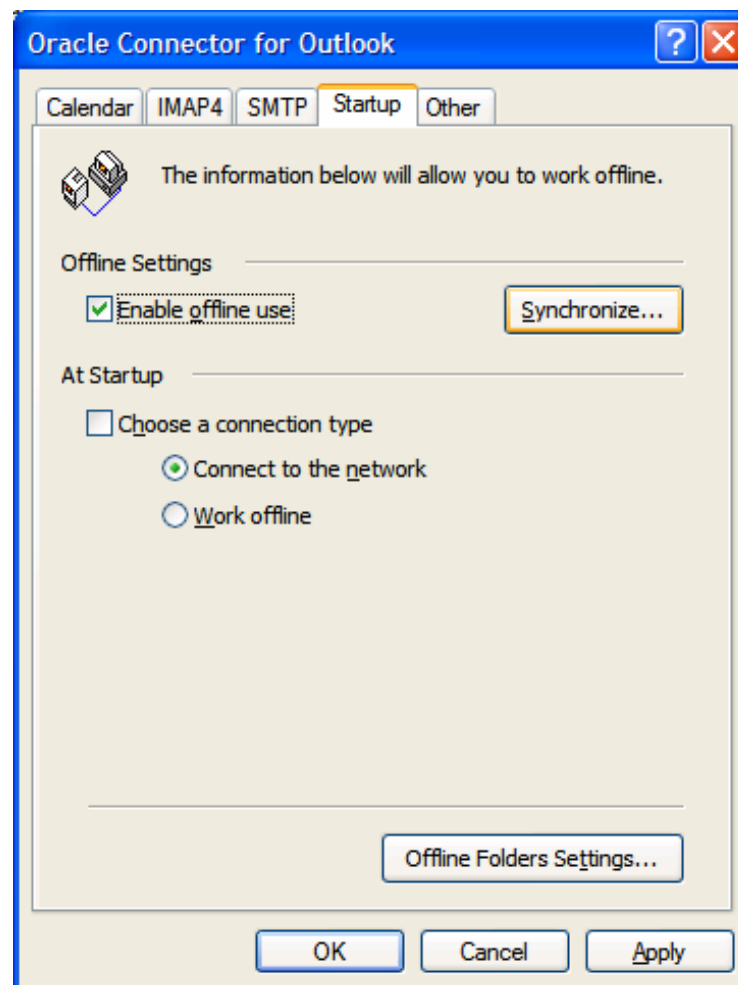 Oracle Connector for Outlook
Calendar IMAP4 SMTP Startup Other
The information below will allow you to work offline.
Offline Settings
Enable offline use Synchronize...
At Startup
Choose a connection type
Connect to the network
Work offline
Offline Folders Settings...
OK Cancel Apply